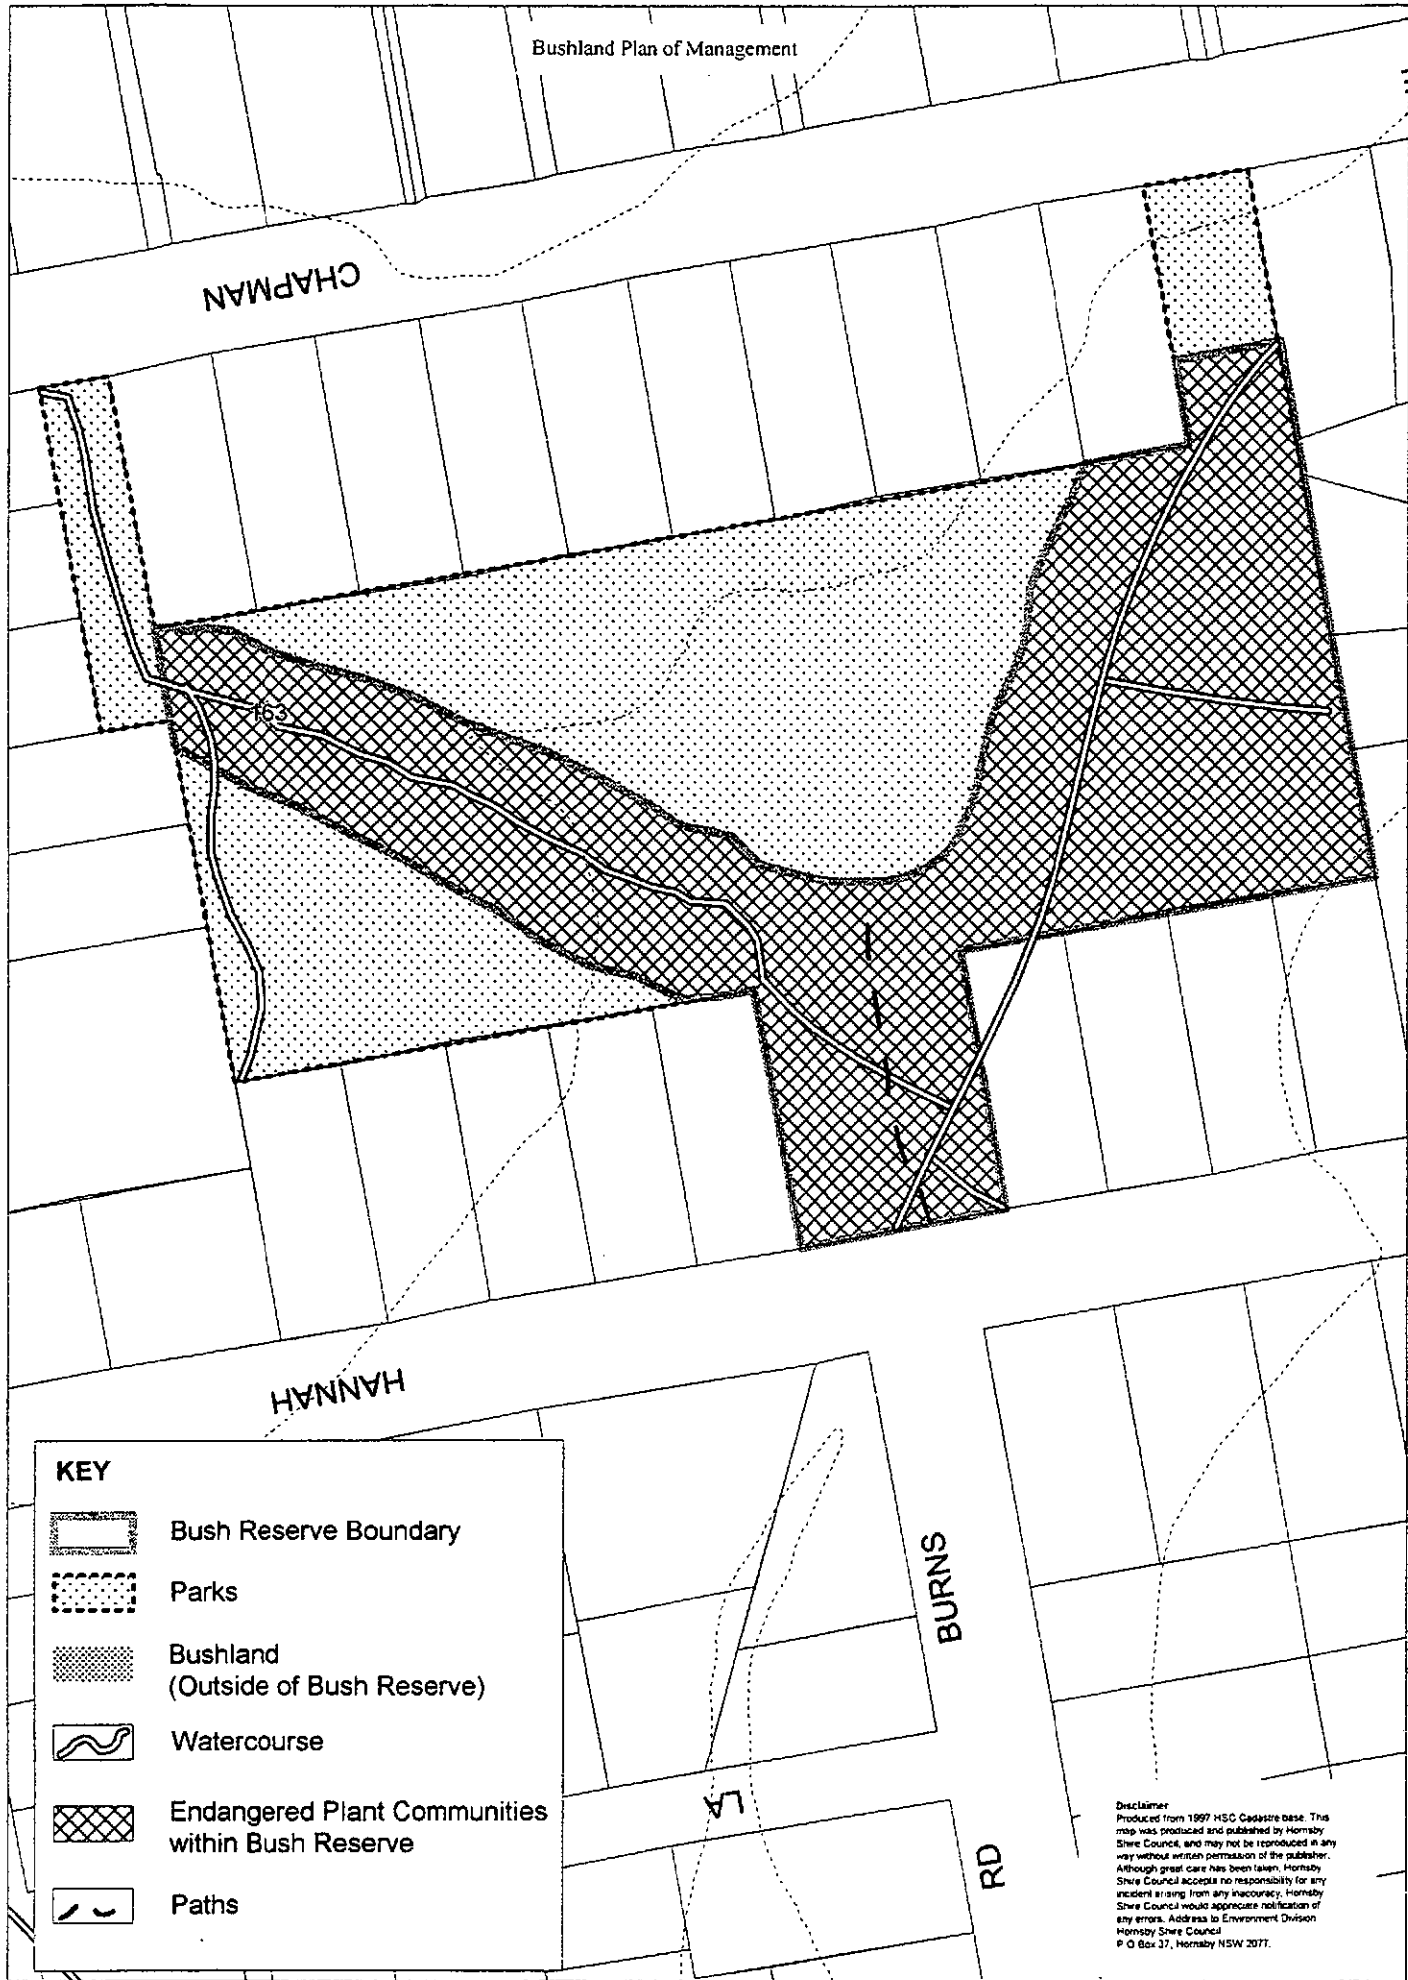 Bushland Plan of Management
CHAPMAN
163
HANNAH
KEY
Bush Reserve Boundary
Parks
Bushland
(Outside of Bush Reserve)
Watercourse
Endangered Plant Communities
within Bush Reserve
Paths
BURNS
RD
LA
Disclaimer
Produced from 1997 HSC Cadastre base. This
map was produced and published by Hornsby
Shire Council, and may not be reproduced in any
way without written permission of the publisher.
Although great care has been taken, Hornsby
Shire Council accepts no responsibility for any
incident arising from any inaccuracy. Hornsby
Shire Council would appreciate notification of
any errors. Address to Environment Division
Hornsby Shire Council
P O Box 37, Hornsby NSW 2077.